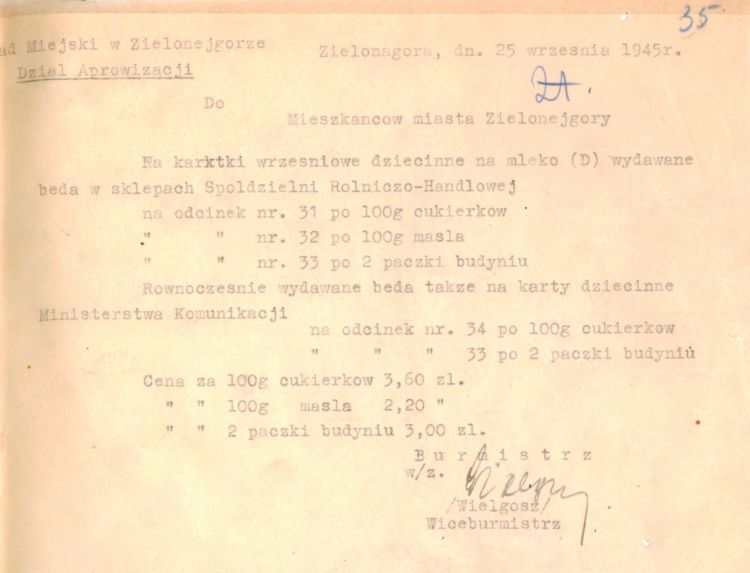 35
ad Miejski w Zielonejgorze Zielonagora, dn. 25 wrzesnia 1945r.
Dzial Aprowizacji
Do
Mieszkancow miasta Zielonejgory
Na karxtki wrzesniowe dziecinne na mleko (D) wydawane
beda w sklepach Spoldzielni Rolniczo-Handlowej
na odcinek nr. 31 po 100g cukierkow
" " nr. 32 po 100g masla
" " nr. 33 po 2 paczki budyniu
Rownoczesnie wydawane beda takze na karty dziecinne
Ministerstwa Komunikacji
na odcinek nr. 34 po 100g cukierkow
" " " 33 po 2 paczki budyniu
Cena za 100g cukierkow 3,60 zl.
" " 100g masla 2,20 "
" " 2 paczki budyniu 3,00 zl.
Burmistrz
w/z.
/Wielgosz/
Wiceburmistrz